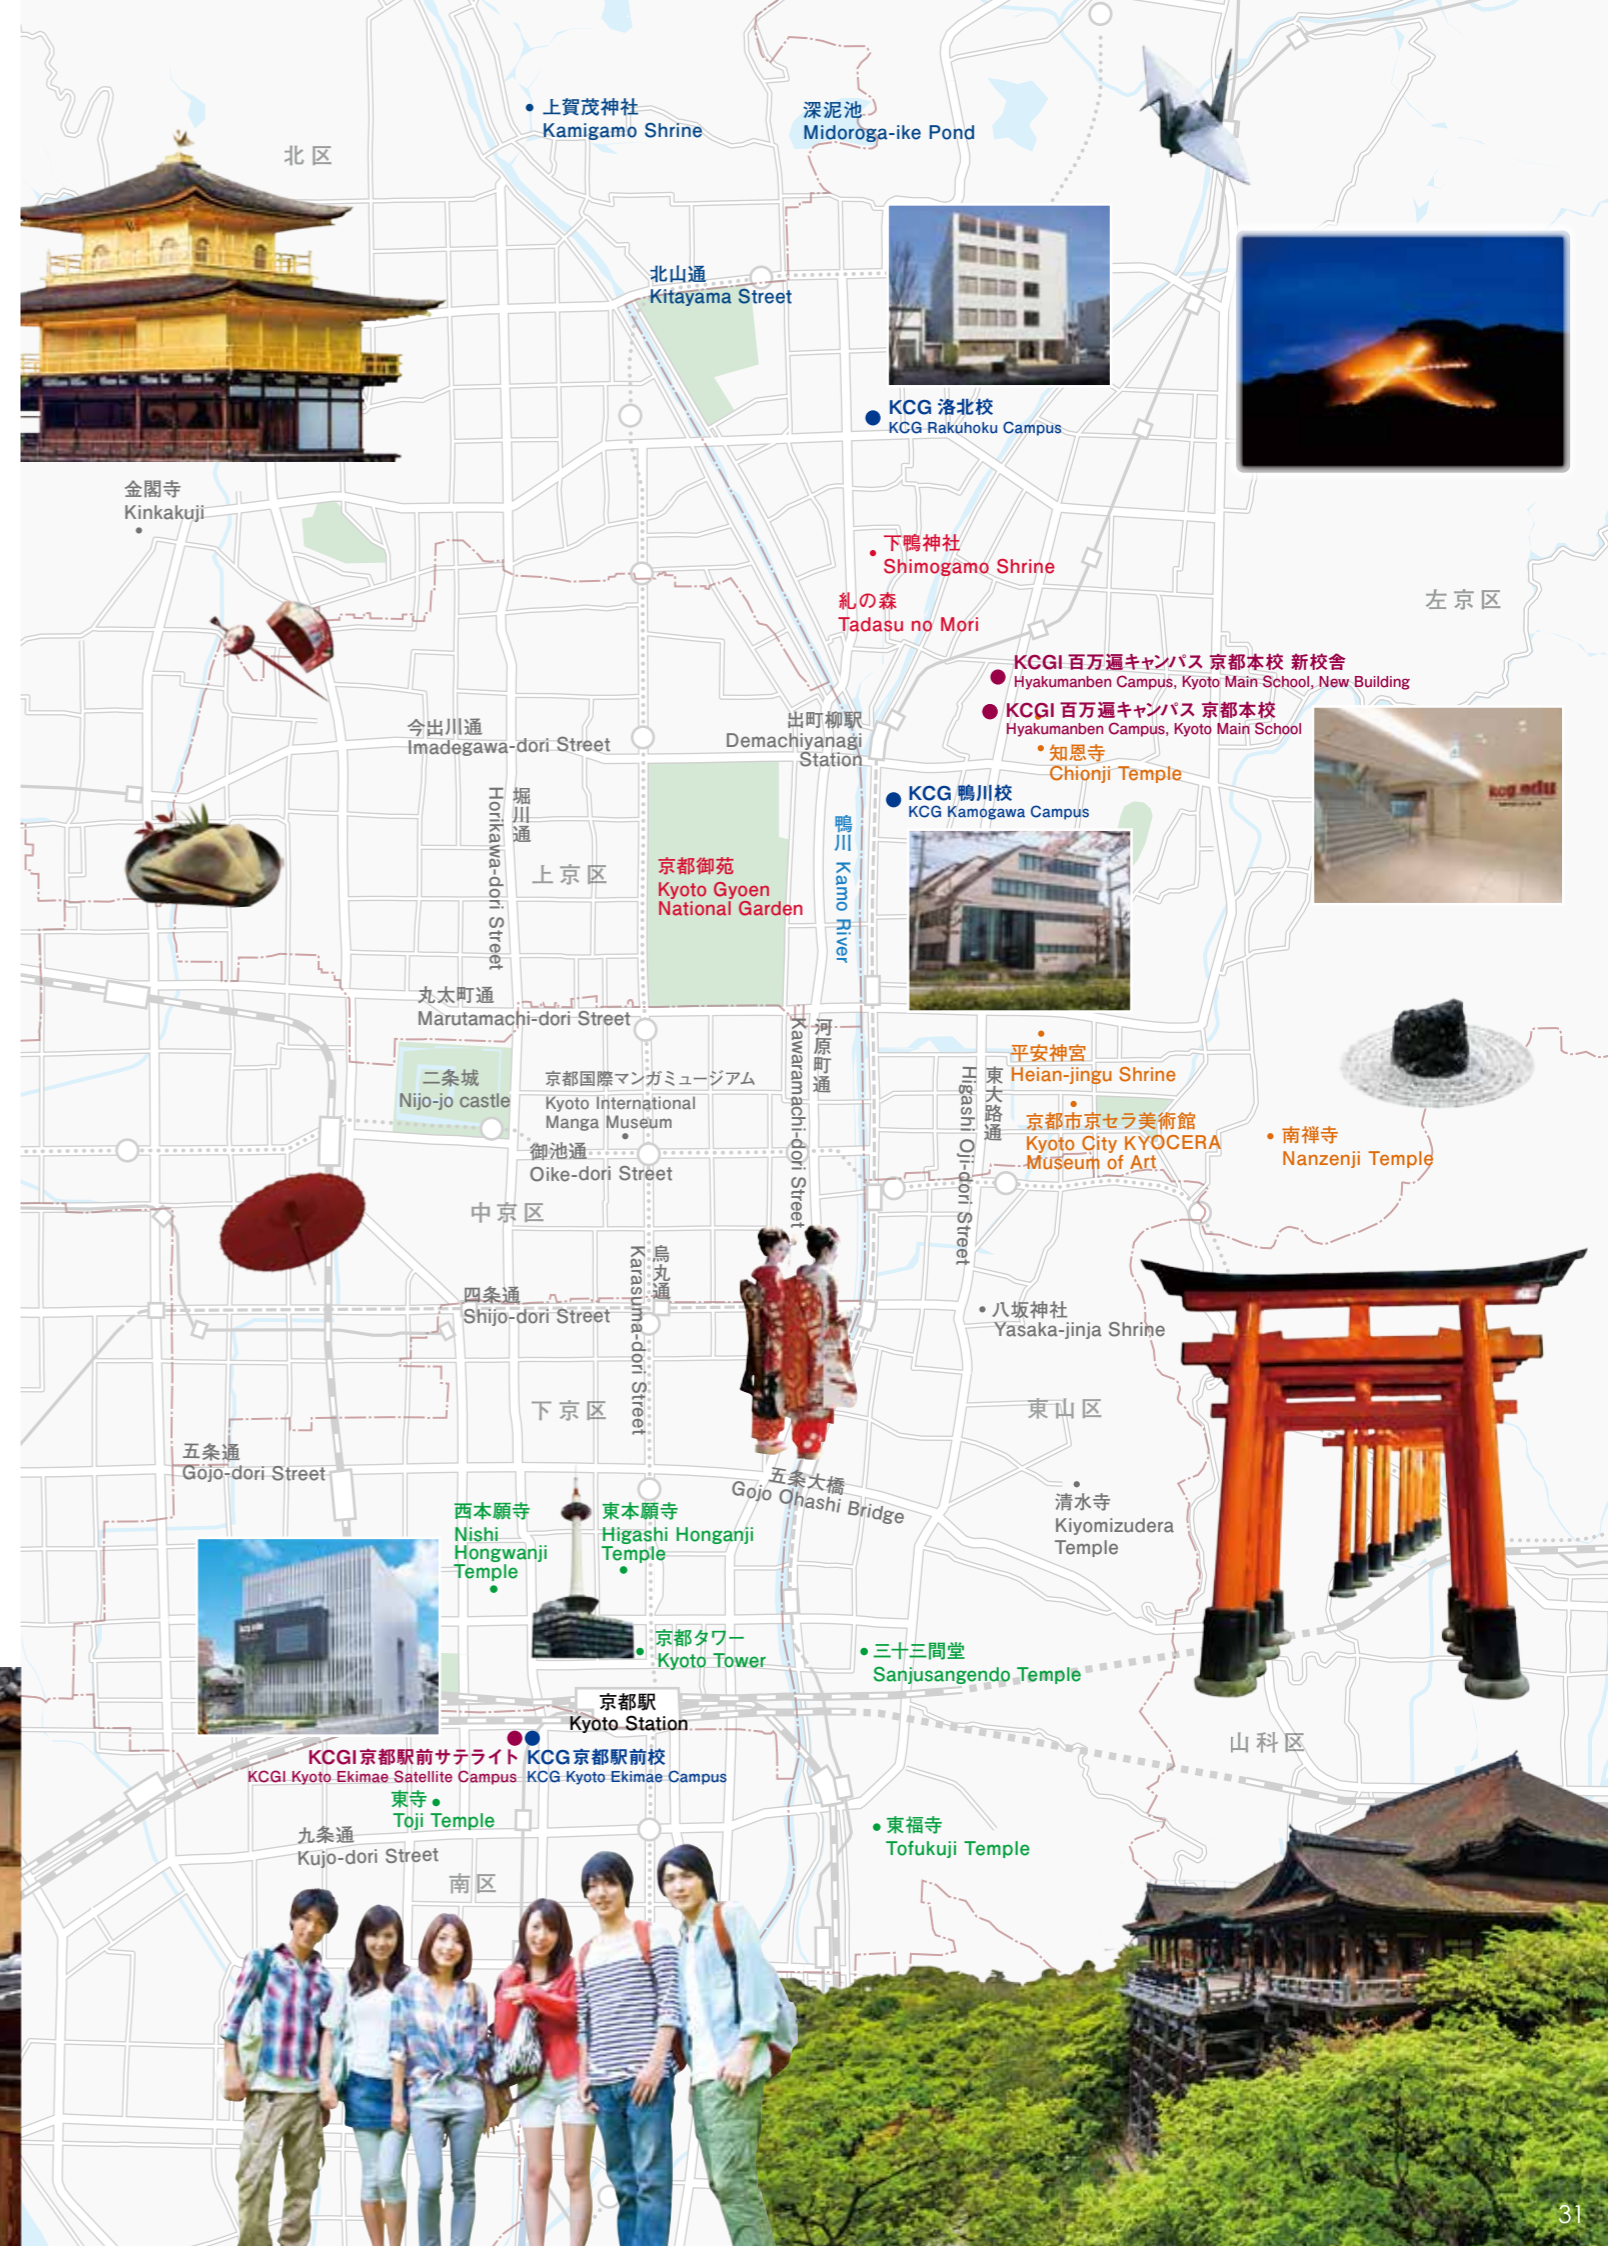 上賀茂神社
Kamigamo Shrine
深泥池
Midoroga-ike Pond
北区
北山通
Kitayama Street
KCG 洛北校
KCG Rakuhoku Campus
金閣寺
Kinkakuji
下鴨神社
Shimogamo Shrine
糺の森
Tadasu no Mori
左京区
KCGI 百万遍キャンパス 京都本校 新校舎
Hyakumanben Campus, Kyoto Main School, New Building
KCGI 百万遍キャンパス 京都本校
Hyakumanben Campus, Kyoto Main School
今出川通
Imadegawa-dori Street
出町柳駅
Demachiyanagi
Station
知恩寺
Chionji Temple
kcg.edu
KCG 鴨川校
KCG Kamogawa Campus
堀川通
Horikawa-dori Street
鴨川 Kamo River
上京区
京都御苑
Kyoto Gyoen
National Garden
丸太町通
Marutamachi-dori Street
河原町通
Kawaramachi-dori Street
平安神宮
Heian-jingu Shrine
東大路通
Higashi Oji-dori Street
二条城
Nijo-jo castle
京都国際マンガミュージアム
Kyoto International
Manga Museum
京都市京セラ美術館
Kyoto City KYOCERA
Museum of Art
南禅寺
Nanzenji Temple
御池通
Oike-dori Street
中京区
烏丸通
Karasuma-dori Street
四条通
Shijo-dori Street
八坂神社
Yasaka-jinja Shrine
下京区
東山区
五条通
Gojo-dori Street
五条大橋
Gojo Ohashi Bridge
清水寺
Kiyomizudera
Temple
西本願寺
Nishi
Hongwanji
Temple
東本願寺
Higashi Honganji
Temple
京都タワー
Kyoto Tower
三十三間堂
Sanjusangendo Temple
京都駅
Kyoto Station
山科区
KCGI京都駅前サテライト
KCGI Kyoto Ekimae Satellite Campus
KCG京都駅前校
KCG Kyoto Ekimae Campus
東寺
Toji Temple
東福寺
Tofukuji Temple
九条通
Kujo-dori Street
南区
31